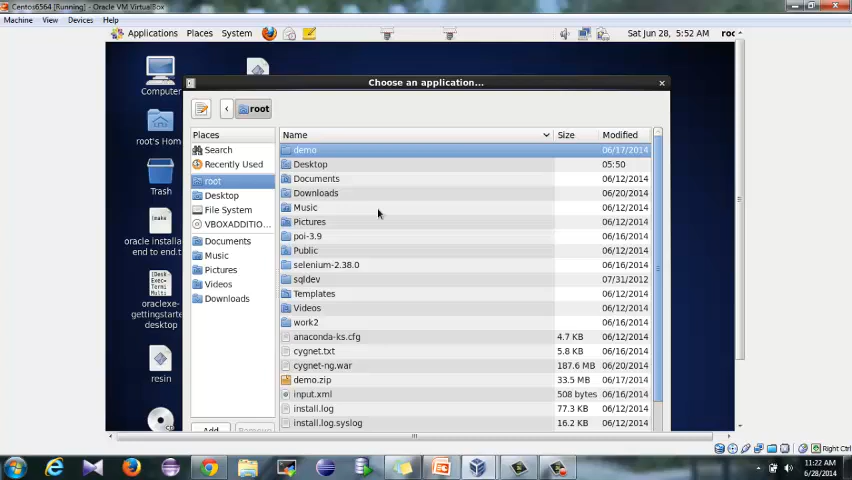 Centos6564 [Running] - Oracle VM VirtualBox
Machine View Devices Help
Applications Places System Sat Jun 28, 5:52 AM
Choose an application...
Computer
root
Places Name Size Modified
Search demo 06/17/2014
Recently Used Desktop 05:50
root's Hom Documents 06/12/2014
root Downloads 06/20/2014
Desktop Music 06/12/2014
Trash Pictures 06/12/2014
File System poi-3.9 06/16/2014
VBOXADDITIO... Public 06/12/2014
Documents selenium-2.38.0 06/16/2014
oracle installa
end to end.t
Music sqldev 07/31/2012
Pictures Templates 06/12/2014
Videos Videos 06/12/2014
Downloads work2 06/16/2014
oraclexe-
gettingstarte
desktop
anaconda-ks.cfg 4.7 KB 06/12/2014
cygnet.txt 5.8 KB 06/16/2014
cygnet-ng.war 187.6 MB 06/16/2014
resin demo.zip 33.5 MB 06/17/2014
input.xml 508 bytes 06/16/2014
install.log 77.3 KB 06/12/2014
install.log.syslog 16.2 KB 06/12/2014
Add Remove
Right Ctrl
11:22 AM
6/28/2014